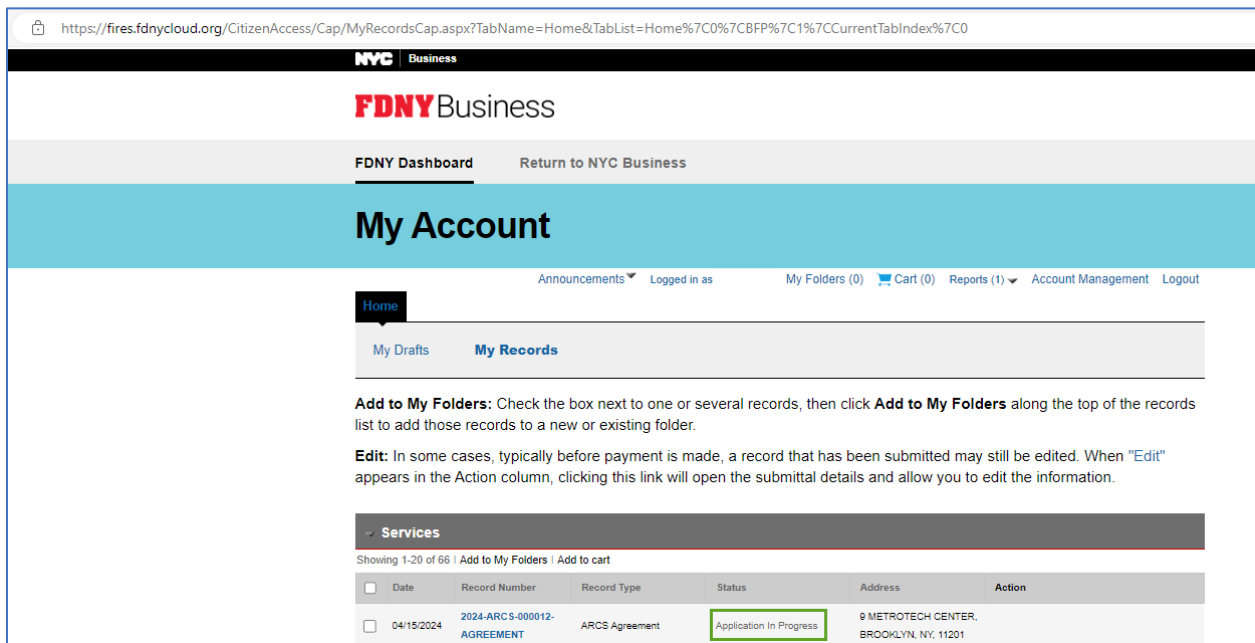 https://fires.fdnycloud.org/CitizenAccess/Cap/MyRecordsCap.aspx?TabName=Home&TabList=Home%7C0%7CBFP%7C1%7CCurrentTabIndex%7C0
NYC Business
FDNYBusiness
FDNY Dashboard Return to NYC Business
My Account
Announcements Logged in as My Folders (0) Cart (0) Reports (1) Account Management Logout
Home
My Drafts My Records
Add to My Folders: Check the box next to one or several records, then click Add to My Folders along the top of the records
list to add those records to a new or existing folder.
Edit: In some cases, typically before payment is made, a record that has been submitted may still be edited. When "Edit"
appears in the Action column, clicking this link will open the submittal details and allow you to edit the information.
Services
Showing 1-20 of 66 | Add to My Folders | Add to cart
Date Record Number Record Type Status Address Action
04/15/2024 2024-ARCS-000012- ARCS Agreement Application In Progress 9 METROTECH CENTER,
AGREEMENT BROOKLYN, NY, 11201